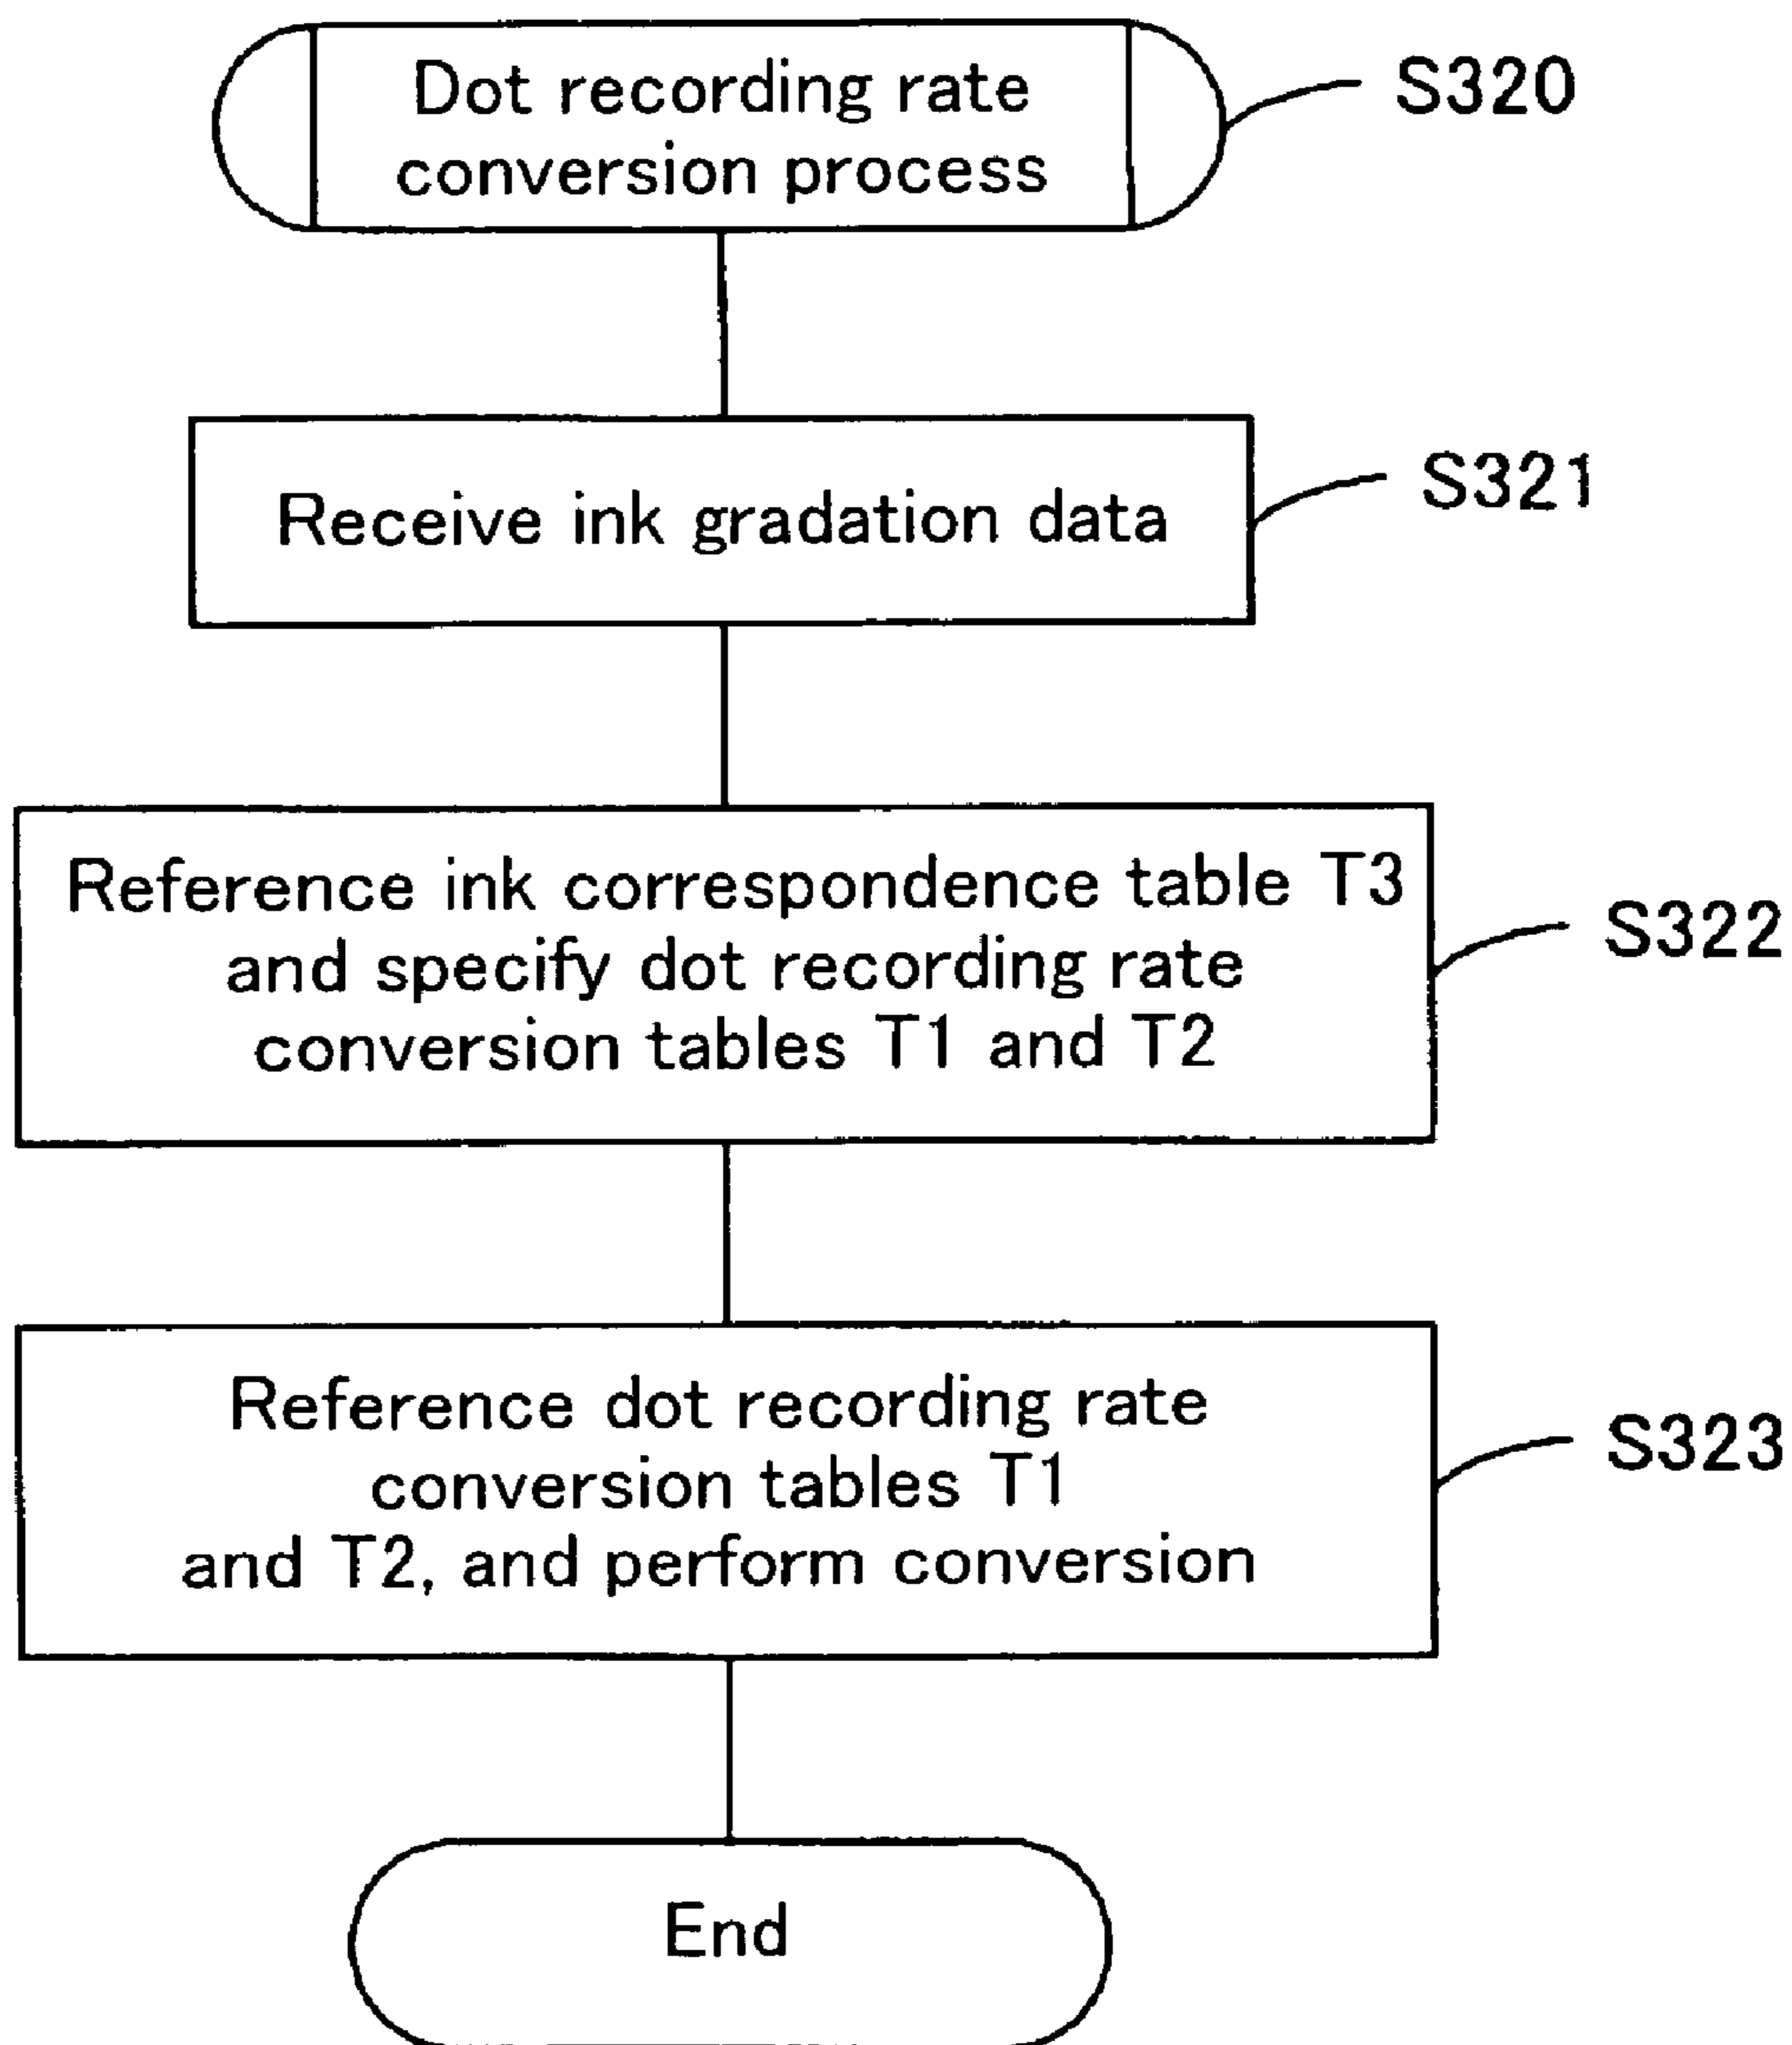 Dot recording rate
conversion process
S320
Receive ink gradation data
S321
Reference ink correspondence table T3
and specify dot recording rate
conversion tables T1 and T2
S322
Reference dot recording rate
conversion tables T1
and T2, and perform conversion
S323
End